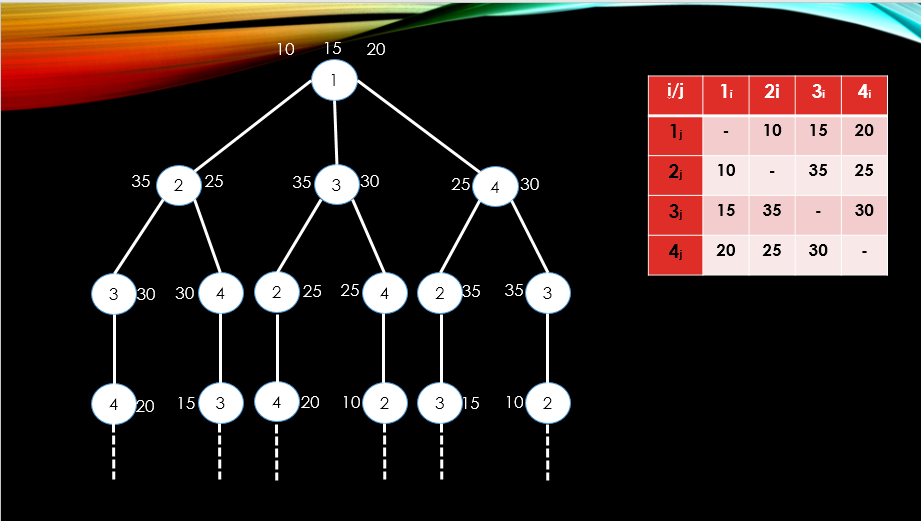 10 15 20
1
35 2 25 35 3 30 25 4 30
3 30 30 4 2 25 25 4 2 35 35 3
4 20 15 3 4 20 10 2 3 15 10 2
i/j 1i 2i 3i 4i
1j - 10 15 20
2j 10 - 35 25
3j 15 35 - 30
4j 20 25 30 -